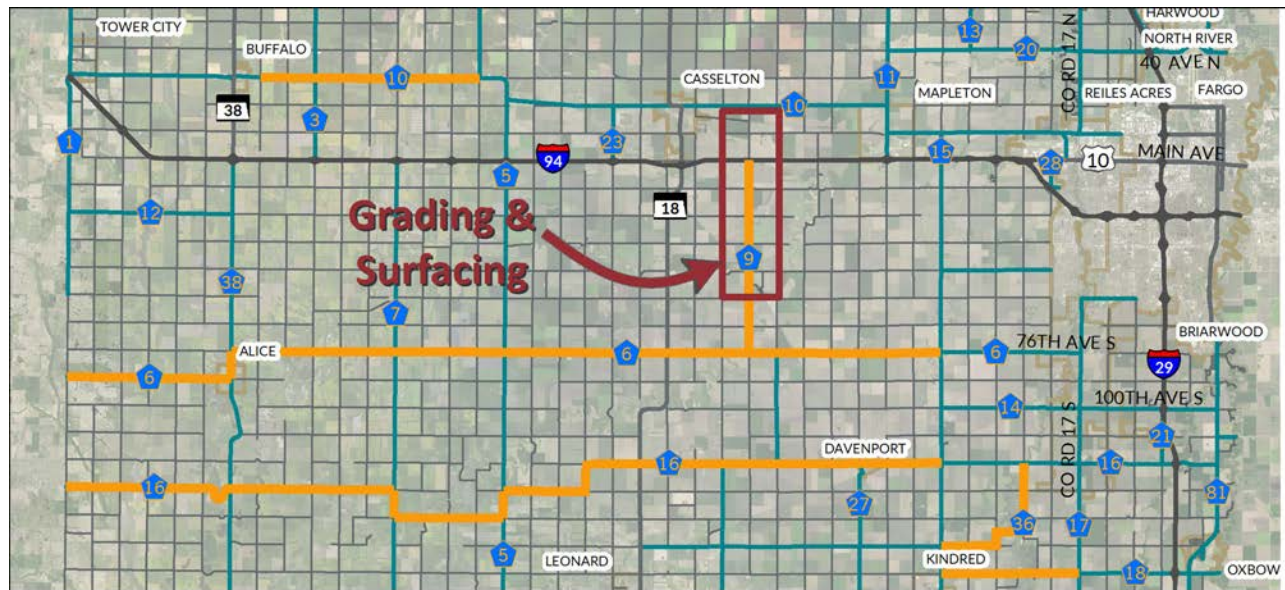 TOWER CITY
BUFFALO
38
10
3
1
12
38
7
5
94
23
CASSELTON
10
18
9
Grading &
Surfacing
11
13
20
CO RD 17 N
HARWOOD
NORTH RIVER
40 AVE N
MAPLETON
REILES ACRES
FARGO
15
28
10
MAIN AVE
ALICE
6
6
6
76TH AVE S
BRIARWOOD
29
14
100TH AVE S
CO RD 17 S
21
DAVENPORT
16
16
16
81
27
36
17
5
LEONARD
KINDRED
18
OXBOW